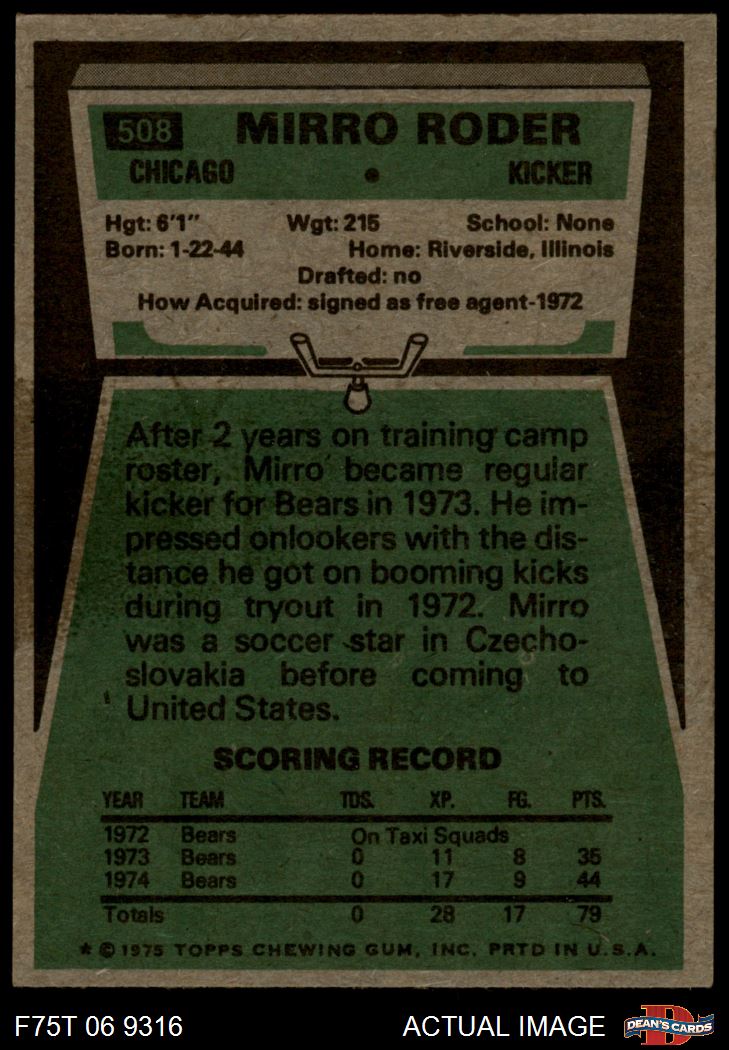 508 MIRRO RODER
CHICAGO • KICKER
Hgt: 6'1" Wgt: 215 School: None
Born: 1-22-44 Home: Riverside, Illinois
Drafted: no
How Acquired: signed as free agent-1972
After 2 years on training camp
roster, Mirro became regular
kicker for Bears in 1973. He im-
pressed onlookers with the dis-
tance he got on booming kicks
during tryout in 1972. Mirro
was a soccer star in Czecho-
slovakia before coming to
United States.
SCORING RECORD
YEAR TEAM TDS. XP. FG. PTS.
1972 Bears On Taxi Squads
1973 Bears 0 11 8 35
1974 Bears 0 17 9 44
Totals 0 28 17 79
* © 1975 TOPPS CHEWING GUM, INC. PRTD IN U.S.A.
F75T 06 9316 ACTUAL IMAGE D DEAN'S CARDS